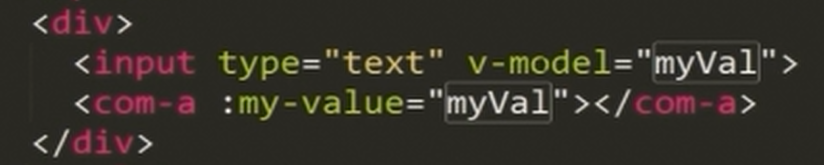 <div>
<input type="text" v-model="myVal">
<com-a :my-value="myVal"></com-a>
</div>